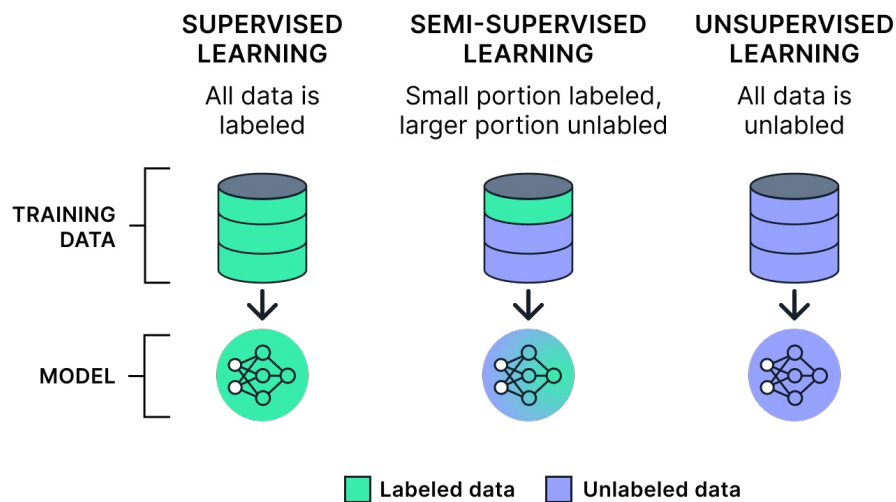 SUPERVISED
LEARNING
All data is
labeled
SEMI-SUPERVISED
LEARNING
Small portion labeled,
larger portion unlabled
UNSUPERVISED
LEARNING
All data is
unlabled
TRAINING
DATA
MODEL
Labeled data
Unlabeled data